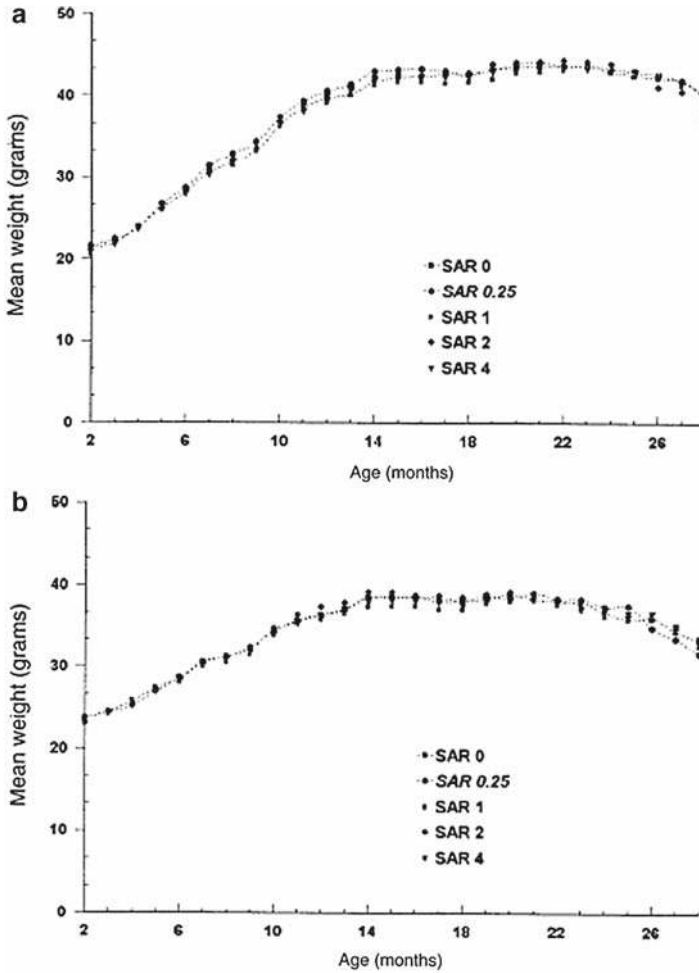 a
50
40
30
20
10
0
Mean weight (grams)
SAR 0
SAR 0.25
SAR 1
SAR 2
SAR 4
2 6 10 14 18 22 26
Age (months)
b
50
40
30
20
10
0
Mean weight (grams)
SAR 0
SAR 0.25
SAR 1
SAR 2
SAR 4
2 6 10 14 18 22 26
Age (months)